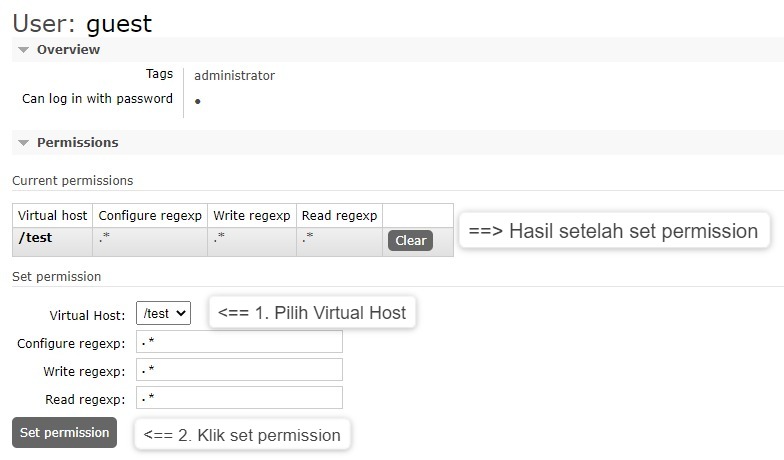 User: guest
Overview
Tags administrator
Can log in with password •
Permissions
Current permissions
Virtual host Configure regexp Write regexp Read regexp
/test .* .* .* Clear ==> Hasil setelah set permission
Set permission
Virtual Host: /test <== 1. Pilih Virtual Host
Configure regexp: .*
Write regexp: .*
Read regexp: .*
Set permission <== 2. Klik set permission